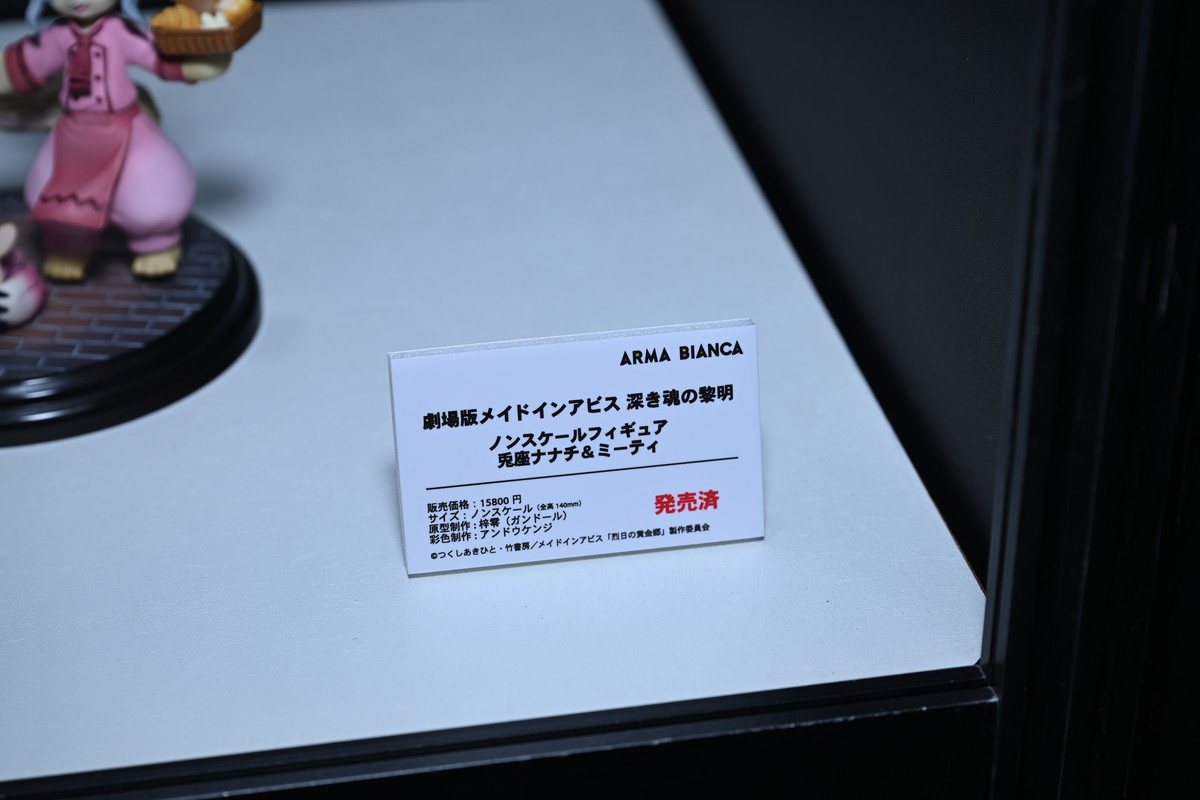 ARMA BIANCA
劇場版メイドインアビス 深き魂の黎明
ノンスケールフィギュア
兎座ナナチ＆ミーティ
販売価格：15800 円
サイズ：ノンスケール（全高 140mm）
原型制作：梓零（ガンドール）
彩色制作：アンドウケンジ
発売済
©つくしあきひと・竹書房／メイドインアビス「烈日の黄金郷」製作委員会